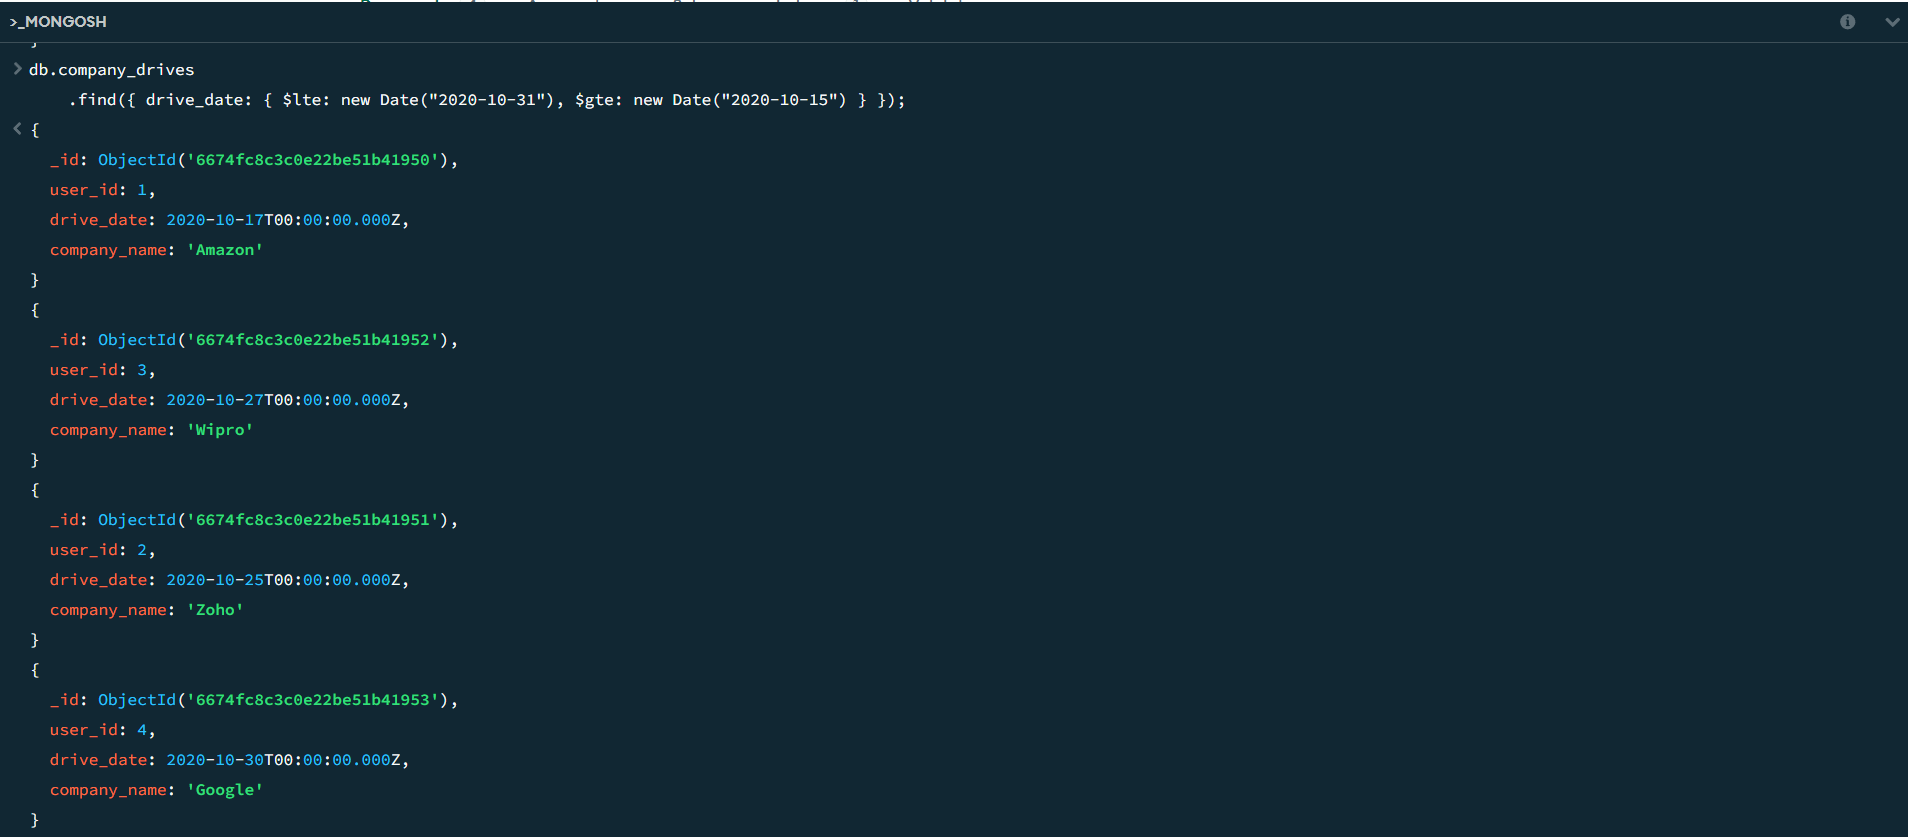 >_MONGOSH
}
> db.company_drives
.find({ drive_date: { $lte: new Date("2020-10-31"), $gte: new Date("2020-10-15") } });
< {
_id: ObjectId('6674fc8c3c0e22be51b41950'),
user_id: 1,
drive_date: 2020-10-17T00:00:00.000Z,
company_name: 'Amazon'
}
{
_id: ObjectId('6674fc8c3c0e22be51b41952'),
user_id: 3,
drive_date: 2020-10-27T00:00:00.000Z,
company_name: 'Wipro'
}
{
_id: ObjectId('6674fc8c3c0e22be51b41951'),
user_id: 2,
drive_date: 2020-10-25T00:00:00.000Z,
company_name: 'Zoho'
}
{
_id: ObjectId('6674fc8c3c0e22be51b41953'),
user_id: 4,
drive_date: 2020-10-30T00:00:00.000Z,
company_name: 'Google'
}